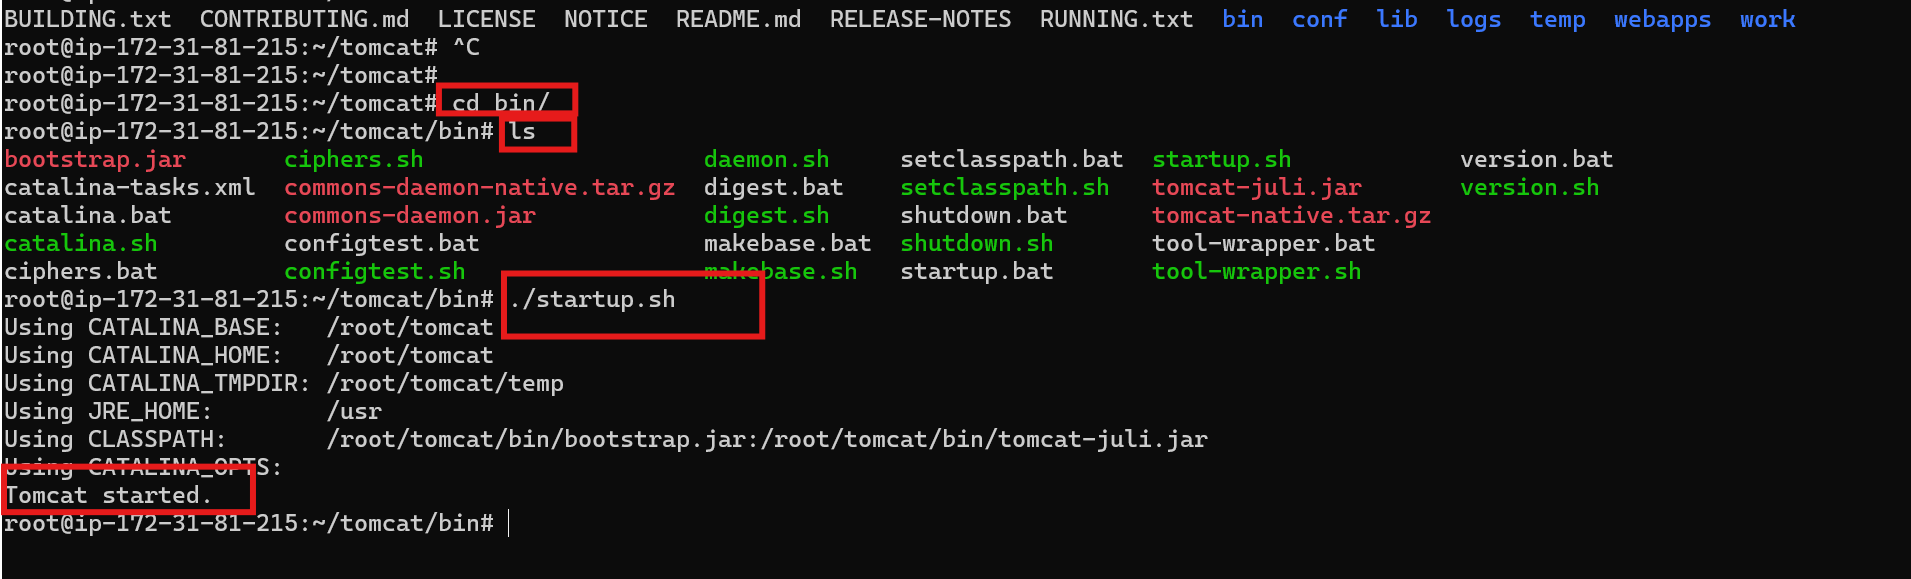 BUILDING.txt  CONTRIBUTING.md  LICENSE  NOTICE  README.md  RELEASE-NOTES  RUNNING.txt  bin  conf  lib  logs  temp  webapps  work
root@ip-172-31-81-215:~/tomcat# ^C
root@ip-172-31-81-215:~/tomcat#
root@ip-172-31-81-215:~/tomcat# cd bin/
root@ip-172-31-81-215:~/tomcat/bin# ls
bootstrap.jar       ciphers.sh                    daemon.sh     setclasspath.bat  startup.sh            version.bat
catalina-tasks.xml  commons-daemon-native.tar.gz  digest.bat    setclasspath.sh   tomcat-juli.jar       version.sh
catalina.bat        commons-daemon.jar            digest.sh     shutdown.bat      tomcat-native.tar.gz
catalina.sh         configtest.bat                makebase.bat  shutdown.sh       tool-wrapper.bat
ciphers.bat         configtest.sh                 makebase.sh   startup.bat       tool-wrapper.sh
root@ip-172-31-81-215:~/tomcat/bin# ./startup.sh
Using CATALINA_BASE:   /root/tomcat
Using CATALINA_HOME:   /root/tomcat
Using CATALINA_TMPDIR: /root/tomcat/temp
Using JRE_HOME:        /usr
Using CLASSPATH:       /root/tomcat/bin/bootstrap.jar:/root/tomcat/bin/tomcat-juli.jar
Using CATALINA_OPTS:
Tomcat started.
root@ip-172-31-81-215:~/tomcat/bin#